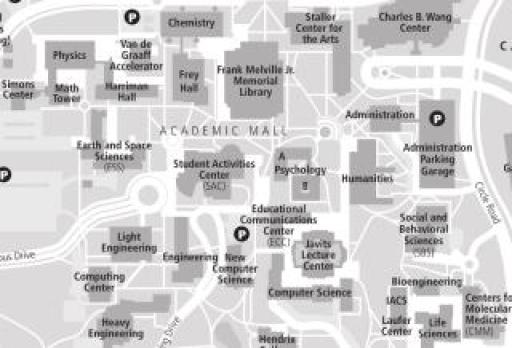 P
Chemistry
Staller
Center for
the Arts
Charles B. Wang
Center
Physics
Van de
Graaff
Accelerator
Simons
Center
Math
Tower
Harriman
Hall
Frey
Hall
Frank Melville Jr.
Memorial
Library
Administration
P
Administration
Parking
Garage
ACADEMIC MALL
Earth and Space
Sciences
(ESS)
Student Activities
Center
(SAC)
A
Psychology
B
Humanities
P
Circle Road
Educational
Communications
Center
(ECC)
P
Javits
Lecture
Center
Social and
Behavioral
Sciences
(SBS)
Light
Engineering
Engineering
New
Computer
Science
Drive
Computing
Center
Computer Science
Bioengineering
IACS
Laufer
Center
Life
Sciences
Centers for
Molecular
Medicine
(CMM)
Heavy
Engineering
Drive
Hendrix